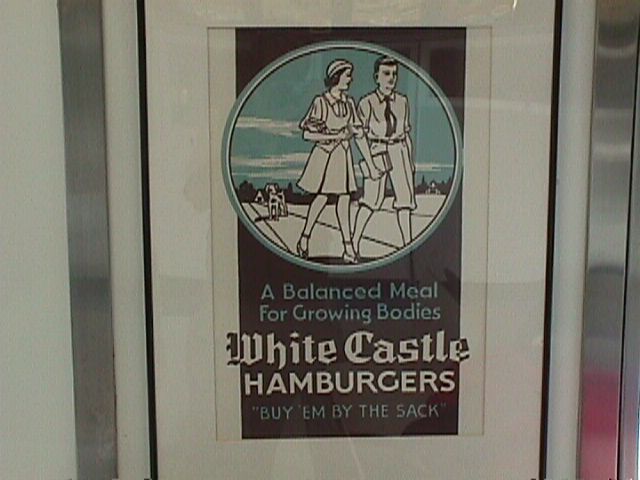 A Balanced Meal
For Growing Bodies
White Castle
HAMBURGERS
"BUY 'EM BY THE SACK"